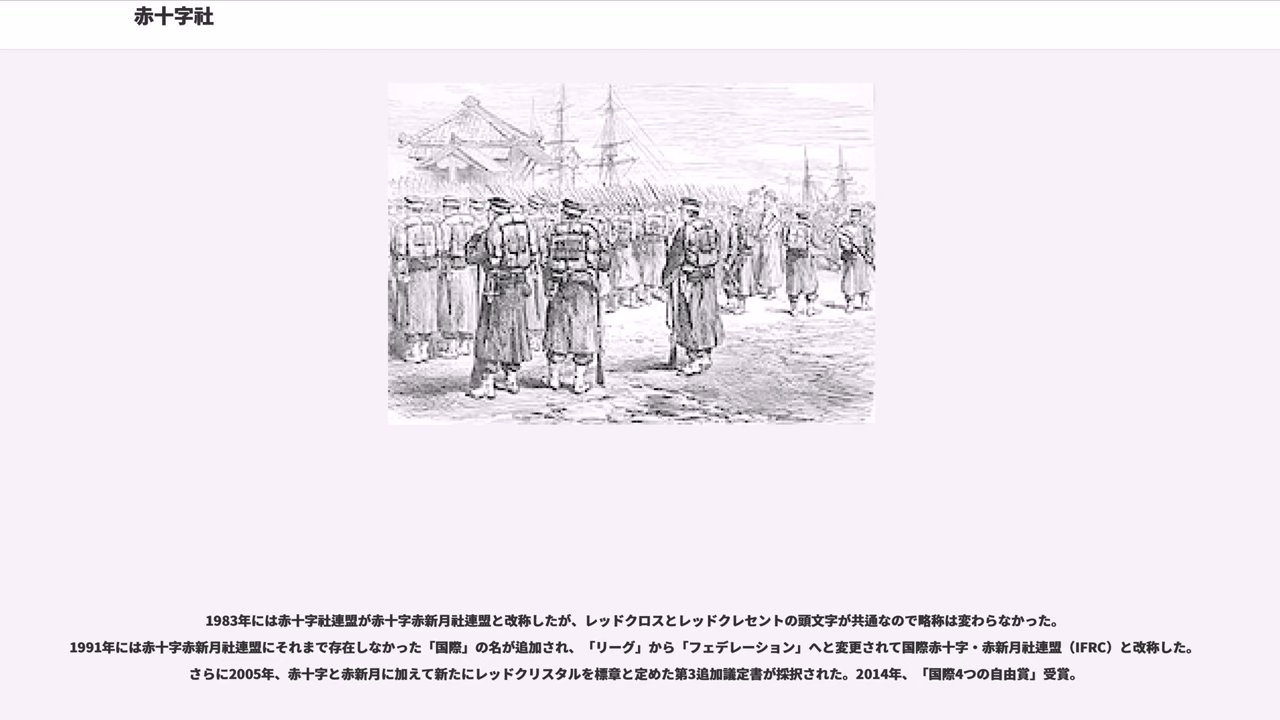 赤十字社
1983年には赤十字社連盟が赤十字赤新月社連盟と改称したが、レッドクロスとレッドクレセントの頭文字が共通なので略称は変わらなかった。
1991年には赤十字赤新月社連盟にそれまで存在しなかった「国際」の名が追加され、「リーグ」から「フェデレーション」へと変更されて国際赤十字・赤新月社連盟（IFRC）と改称した。
さらに2005年、赤十字と赤新月に加えて新たにレッドクリスタルを標章と定めた第3追加議定書が採択された。2014年、「国際4つの自由賞」受賞。